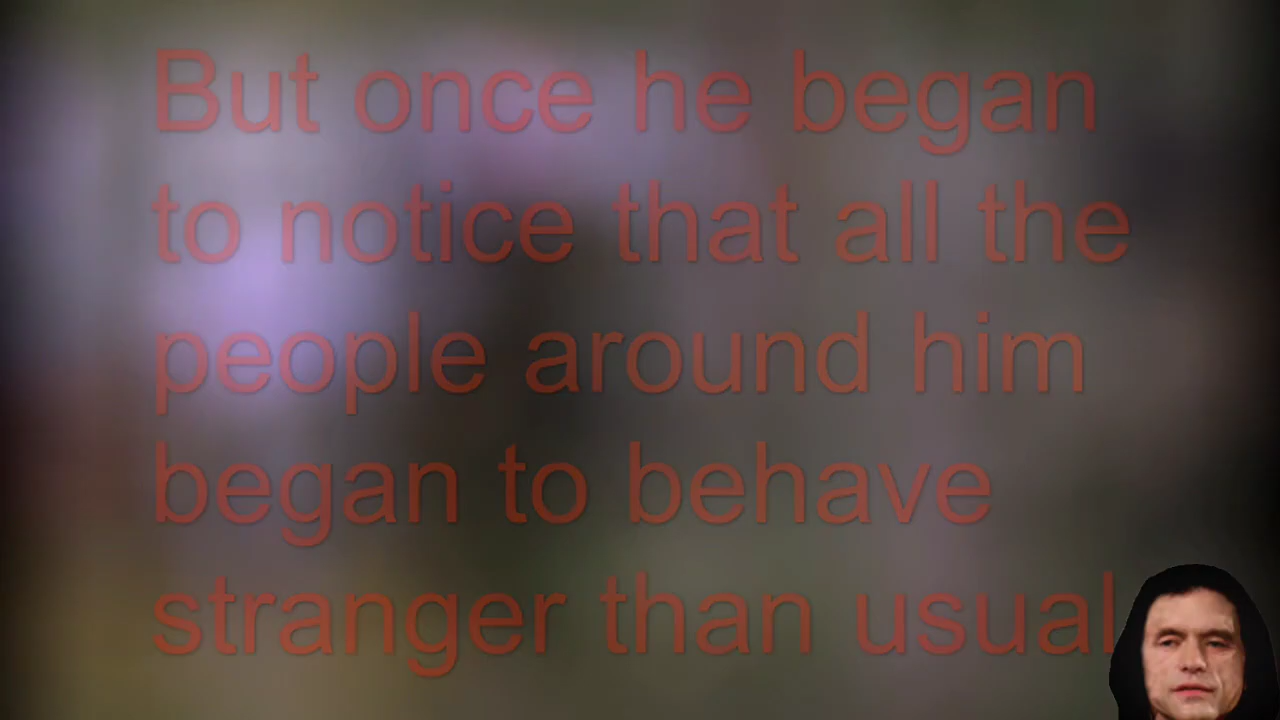 But once he began
to notice that all the
people around him
began to behave
stranger than usual